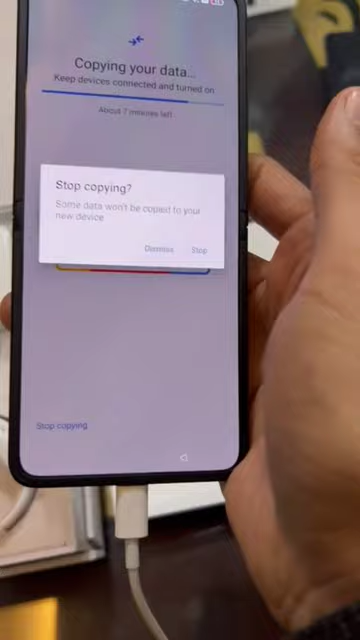 Copying your data...
Keep devices connected and turned on
About 7 minutes left
Stop copying?
Some data won't be copied to your
new device
Dismiss
Stop
Stop copying